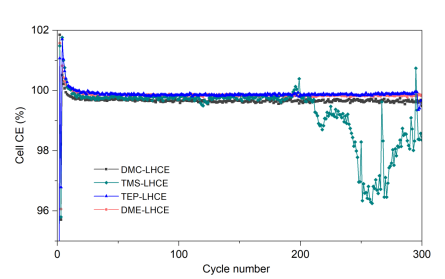 102
100
98
96
Cell CE (%)
DMC-LHCE
TMS-LHCE
TEP-LHCE
DME-LHCE
0
100
200
300
Cycle number